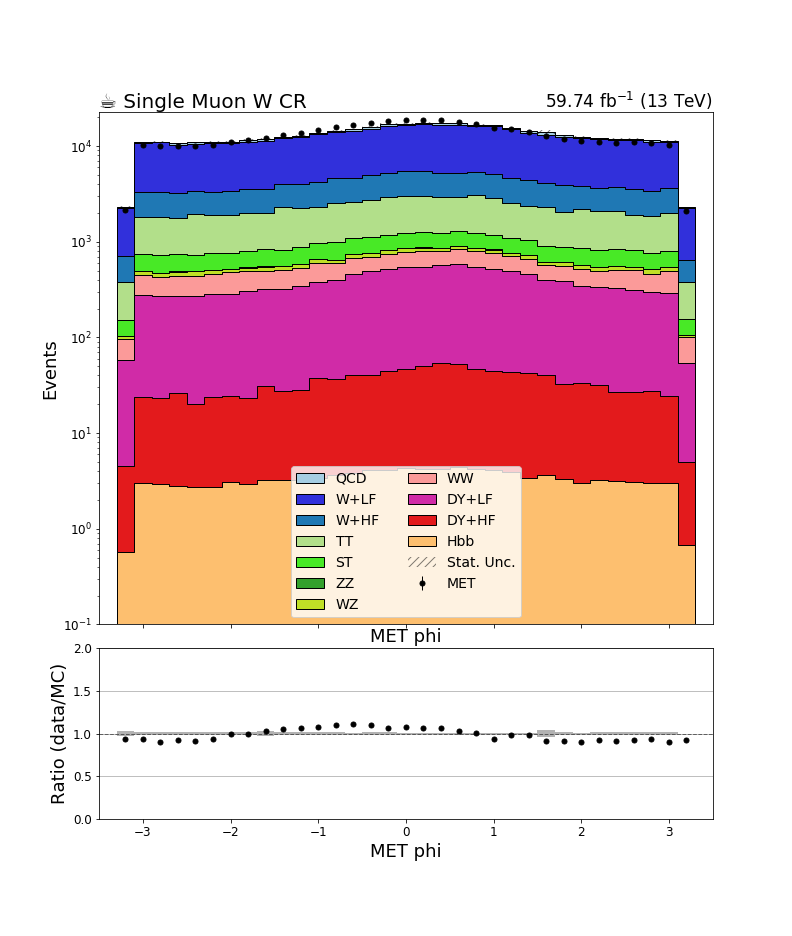 ☕ Single Muon W CR
59.74 fb⁻¹ (13 TeV)
Events
10⁴
10³
10²
10¹
10⁰
10⁻¹
QCD
W+LF
W+HF
TT
ST
ZZ
WZ
WW
DY+LF
DY+HF
Hbb
Stat. Unc.
MET
MET phi
Ratio (data/MC)
2.0
1.5
1.0
0.5
0.0
−3 −2 −1 0 1 2 3
MET phi